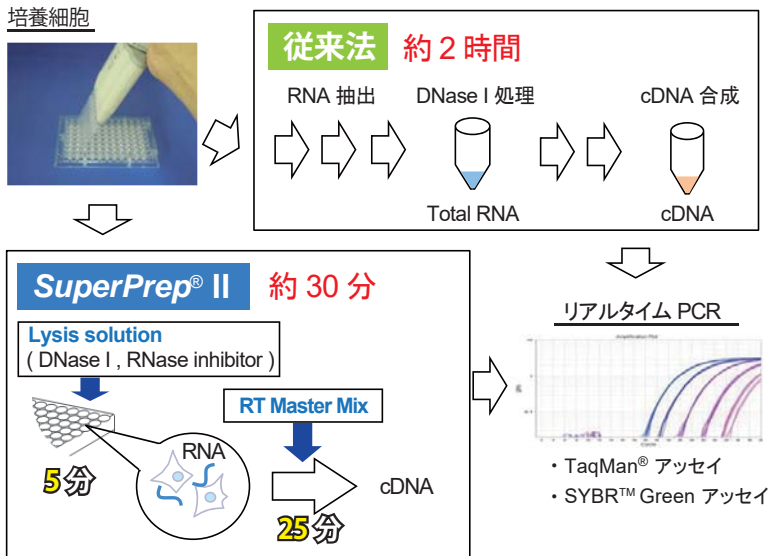 培養細胞
従来法 約 2 時間
RNA 抽出
DNase I 処理
cDNA 合成
Total RNA
cDNA
SuperPrep® II 約 30 分
Lysis solution
( DNase I , RNase inhibitor )
RT Master Mix
RNA
5分
25分
cDNA
リアルタイム PCR
Amplification Plot
・ TaqMan® アッセイ
・ SYBR™ Green アッセイ